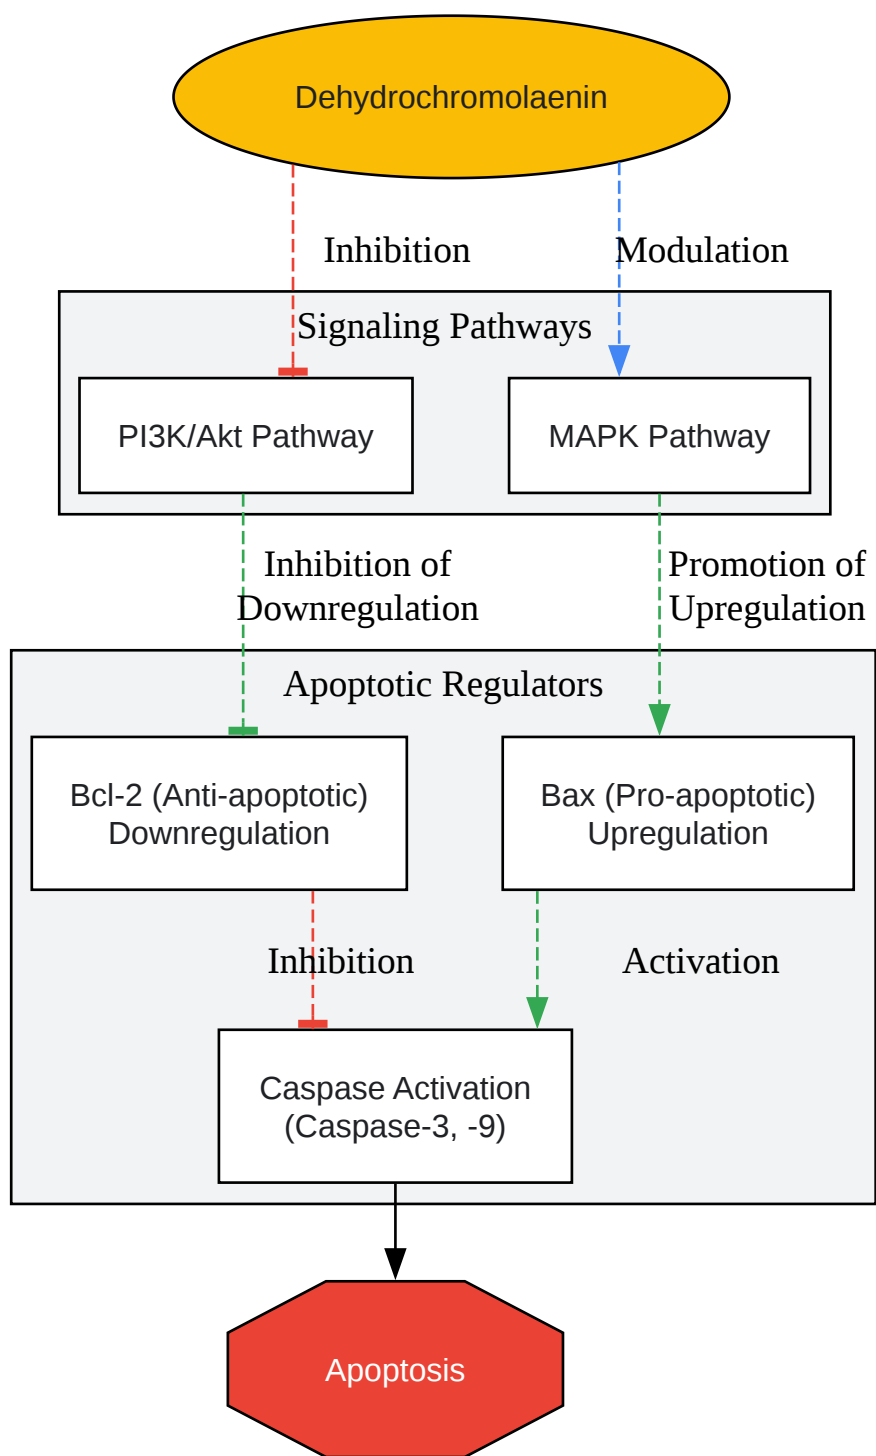 Dehydrochromolaenin
Inhibition
Modulation
Signaling Pathways
PI3K/Akt Pathway
MAPK Pathway
Inhibition of
Downregulation
Promotion of
Upregulation
Apoptotic Regulators
Bcl-2 (Anti-apoptotic)
Downregulation
Bax (Pro-apoptotic)
Upregulation
Inhibition
Activation
Caspase Activation
(Caspase-3, -9)
Apoptosis